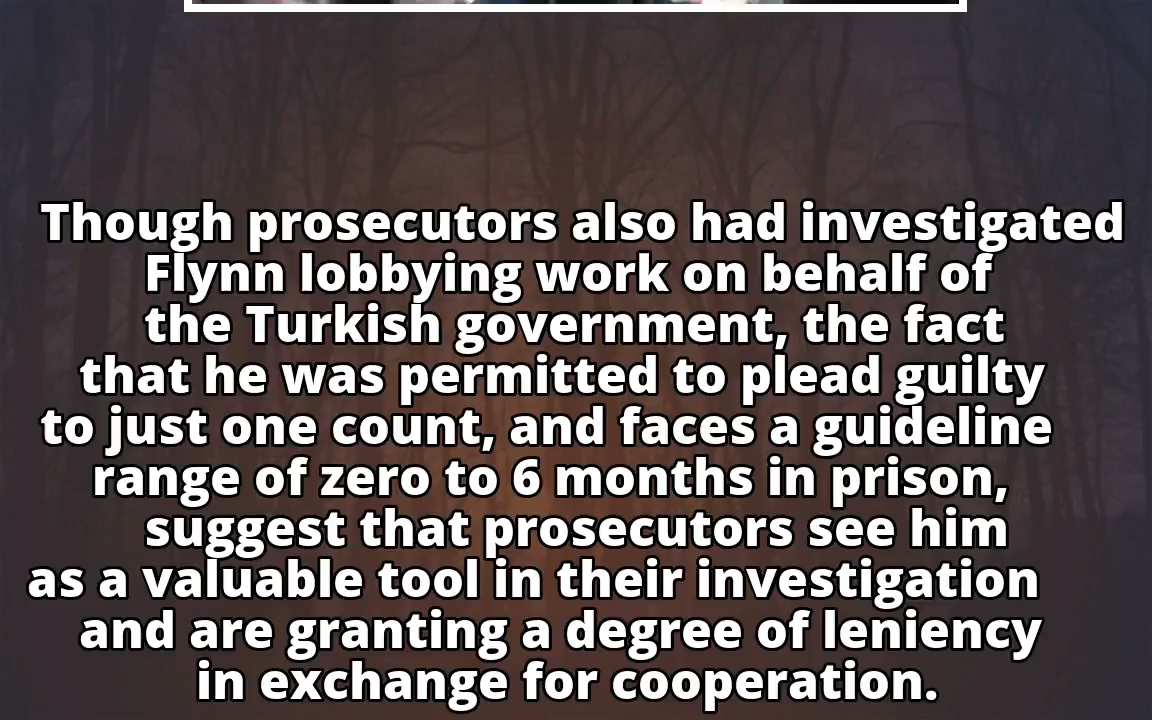 Though prosecutors also had investigated
Flynn lobbying work on behalf of
the Turkish government, the fact
that he was permitted to plead guilty
to just one count, and faces a guideline
range of zero to 6 months in prison,
suggest that prosecutors see him
as a valuable tool in their investigation
and are granting a degree of leniency
in exchange for cooperation.